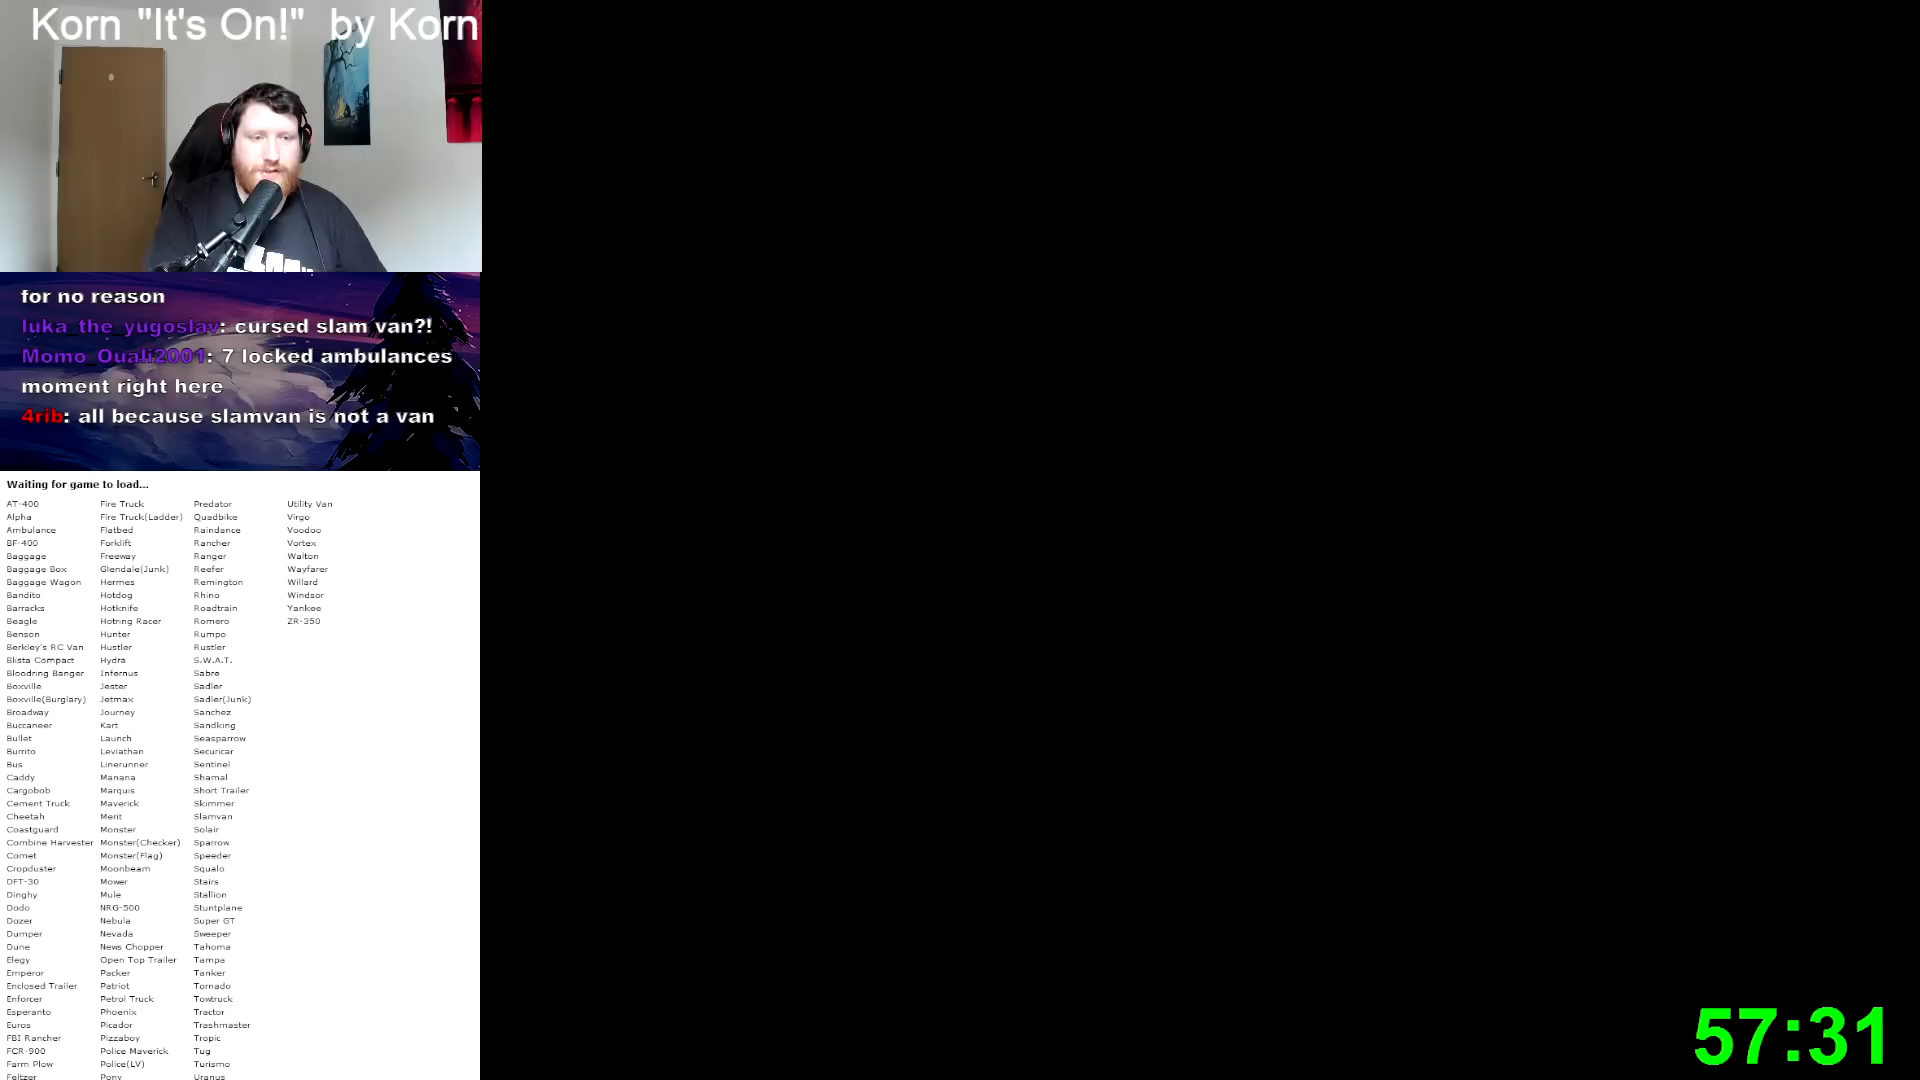 Korn "It's On!"  by Korn
for no reason
luka_the_yugoslav: cursed slam van?!
Momo_Ouali2001: 7 locked ambulances
moment right here
4rib: all because slamvan is not a van
Waiting for game to load...
AT-400
Alpha
Ambulance
BF-400
Baggage
Baggage Box
Baggage Wagon
Bandito
Barracks
Beagle
Benson
Berkley's RC Van
Blista Compact
Bloodring Banger
Boxville
Boxville(Burglary)
Broadway
Buccaneer
Bullet
Burrito
Bus
Caddy
Cargobob
Cement Truck
Cheetah
Coastguard
Combine Harvester
Comet
Cropduster
DFT-30
Dinghy
Dodo
Dozer
Dumper
Dune
Elegy
Emperor
Enclosed Trailer
Enforcer
Esperanto
Euros
FBI Rancher
FCR-900
Farm Plow
Feltzer
Fire Truck
Fire Truck(Ladder)
Flatbed
Forklift
Freeway
Glendale(Junk)
Hermes
Hotdog
Hotknife
Hotring Racer
Hunter
Hustler
Hydra
Infernus
Jester
Jetmax
Journey
Kart
Launch
Leviathan
Linerunner
Manana
Marquis
Maverick
Merit
Monster
Monster(Checker)
Monster(Flag)
Moonbeam
Mower
Mule
NRG-500
Nebula
Nevada
News Chopper
Open Top Trailer
Packer
Patriot
Petrol Truck
Phoenix
Picador
Pizzaboy
Police Maverick
Police(LV)
Pony
Predator
Quadbike
Raindance
Rancher
Ranger
Reefer
Remington
Rhino
Roadtrain
Romero
Rumpo
Rustler
S.W.A.T.
Sabre
Sadler
Sadler(Junk)
Sanchez
Sandking
Seasparrow
Securicar
Sentinel
Shamal
Short Trailer
Skimmer
Slamvan
Solair
Sparrow
Speeder
Squalo
Stairs
Stallion
Stuntplane
Super GT
Sweeper
Tahoma
Tampa
Tanker
Tornado
Towtruck
Tractor
Trashmaster
Tropic
Tug
Turismo
Uranus
Utility Van
Virgo
Voodoo
Vortex
Walton
Wayfarer
Willard
Windsor
Yankee
ZR-350
57:31